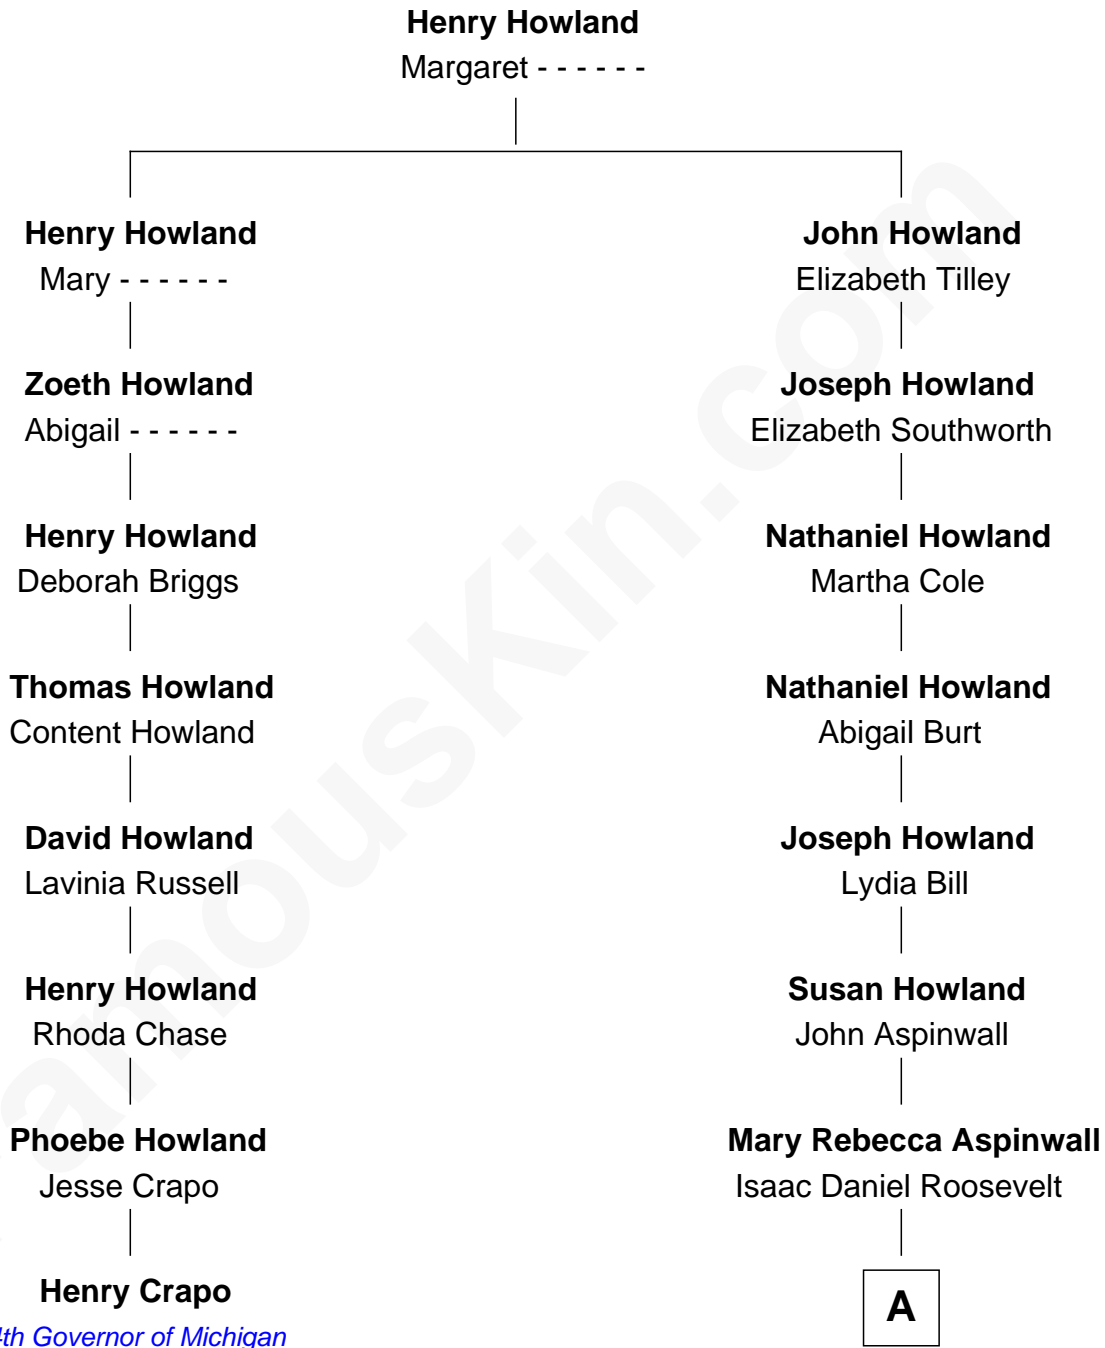 Henry Howland
Margaret - - - - - -
Henry Howland
Mary - - - - - -
John Howland
Elizabeth Tilley
Zoeth Howland
Abigail - - - - - -
Joseph Howland
Elizabeth Southworth
Henry Howland
Deborah Briggs
Nathaniel Howland
Martha Cole
Thomas Howland
Content Howland
Nathaniel Howland
Abigail Burt
David Howland
Lavinia Russell
Joseph Howland
Lydia Bill
Henry Howland
Rhoda Chase
Susan Howland
John Aspinwall
Phoebe Howland
Jesse Crapo
Mary Rebecca Aspinwall
Isaac Daniel Roosevelt
Henry Crapo
4th Governor of Michigan
A
amousKin.com